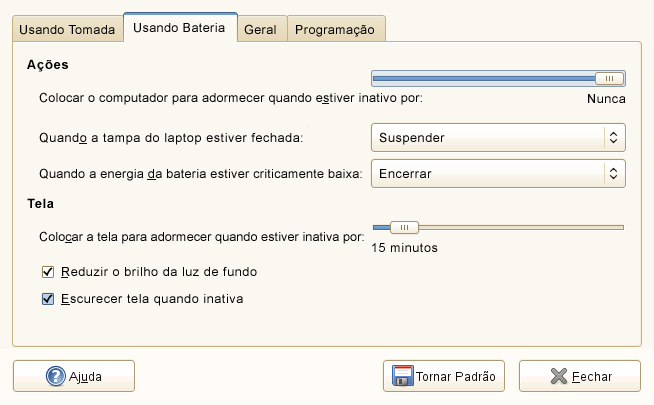 Usando Tomada
Usando Bateria
Geral
Programação
Ações
Colocar o computador para adormecer quando estiver inativo por:
Nunca
Quando a tampa do laptop estiver fechada:
Suspender
Quando a energia da bateria estiver criticamente baixa:
Encerrar
Tela
Colocar a tela para adormecer quando estiver inativa por:
15 minutos
Reduzir o brilho da luz de fundo
Escurecer tela quando inativa
Ajuda
Tornar Padrão
Fechar